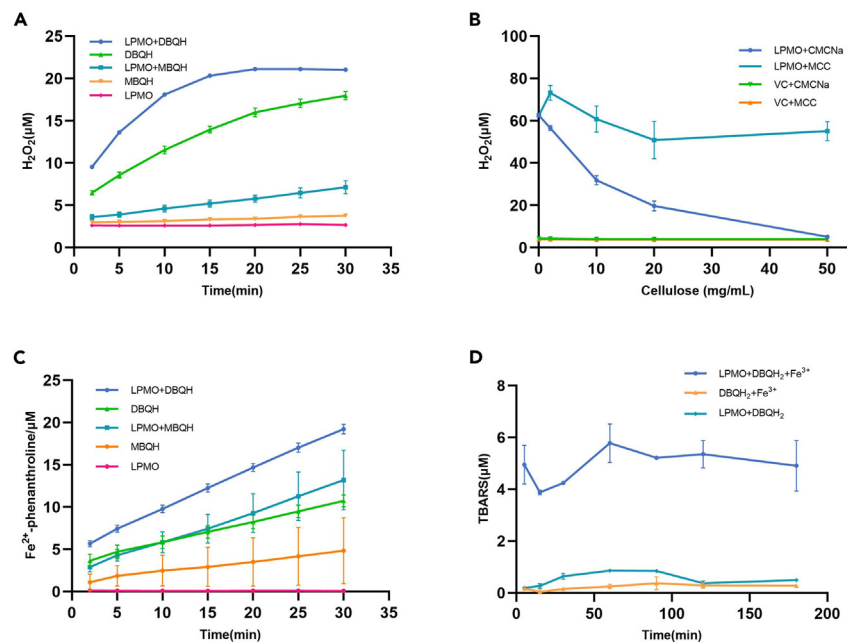 A
LPMO+DBQH
DBQH
LPMO+MBQH
MBQH
LPMO
25
20
15
10
5
0
H₂O₂(μM)
0 5 10 15 20 25 30 35
Time(min)
B
LPMO+CMCNa
LPMO+MCC
VC+CMCNa
VC+MCC
100
80
60
40
20
0
H₂O₂(μM)
0 10 20 30 40 50
Cellulose (mg/mL)
C
LPMO+DBQH
DBQH
LPMO+MBQH
MBQH
LPMO
25
20
15
10
5
0
Fe²⁺-phenanthroline/μM
0 5 10 15 20 25 30 35
Time(min)
D
LPMO+DBQH₂+Fe³⁺
DBQH₂+Fe³⁺
LPMO+DBQH₂
8
6
4
2
0
TBARS(μM)
0 50 100 150 200
Time(min)